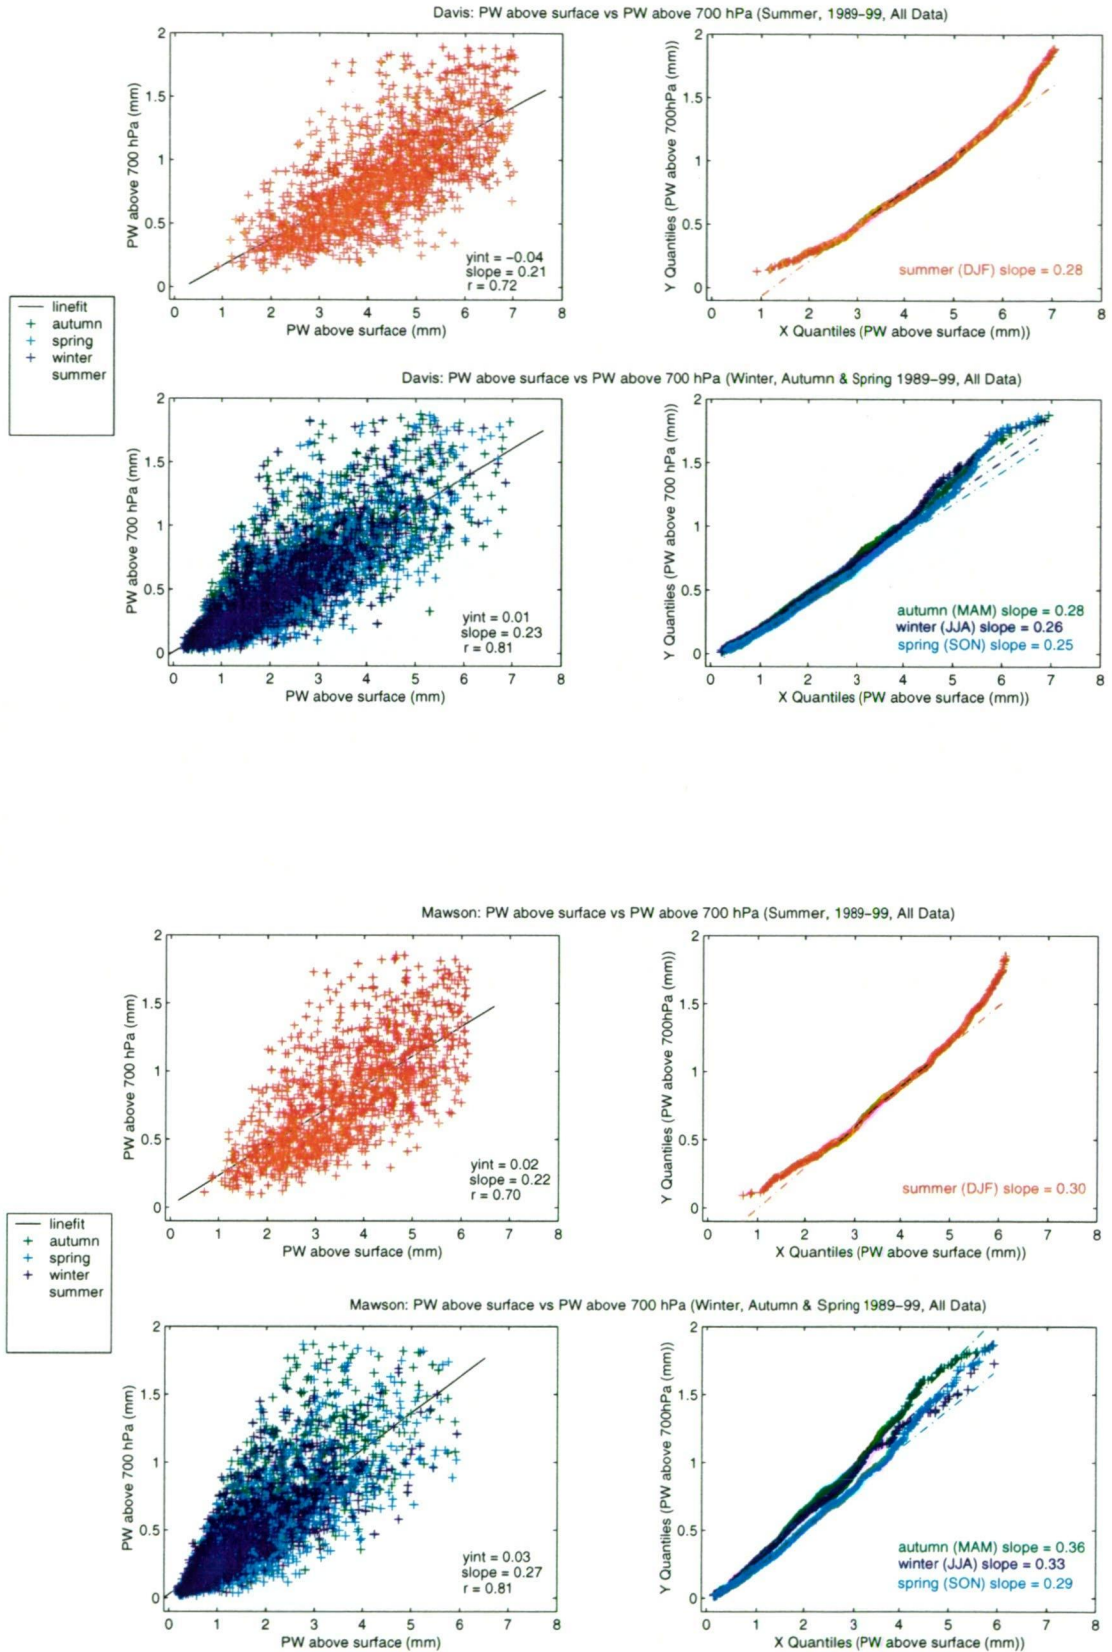 Davis: PW above surface vs PW above 700 hPa (Summer, 1989–99, All Data)
2
1.5
1
0.5
0
PW above 700 hPa (mm)
yint = −0.04
slope = 0.21
r = 0.72
0 1 2 3 4 5 6 7 8
PW above surface (mm)
2
1.5
1
0.5
0
Y Quantiles (PW above 700hPa (mm))
summer (DJF) slope = 0.28
0 1 2 3 4 5 6 7 8
X Quantiles (PW above surface (mm))
linefit
autumn
spring
winter
summer
Davis: PW above surface vs PW above 700 hPa (Winter, Autumn & Spring 1989–99, All Data)
2
1.5
1
0.5
0
PW above 700 hPa (mm)
yint = 0.01
slope = 0.23
r = 0.81
0 1 2 3 4 5 6 7 8
PW above surface (mm)
2
1.5
1
0.5
0
Y Quantiles (PW above 700 hPa (mm))
autumn (MAM) slope = 0.28
winter (JJA) slope = 0.26
spring (SON) slope = 0.25
0 1 2 3 4 5 6 7 8
X Quantiles (PW above surface (mm))
Mawson: PW above surface vs PW above 700 hPa (Summer, 1989–99, All Data)
2
1.5
1
0.5
0
PW above 700 hPa (mm)
yint = 0.02
slope = 0.22
r = 0.70
0 1 2 3 4 5 6 7 8
PW above surface (mm)
2
1.5
1
0.5
0
Y Quantiles (PW above 700hPa (mm))
summer (DJF) slope = 0.30
0 1 2 3 4 5 6 7 8
X Quantiles (PW above surface (mm))
linefit
autumn
spring
winter
summer
Mawson: PW above surface vs PW above 700 hPa (Winter, Autumn & Spring 1989–99, All Data)
2
1.5
1
0.5
0
PW above 700 hPa (mm)
yint = 0.03
slope = 0.27
r = 0.81
0 1 2 3 4 5 6 7 8
PW above surface (mm)
2
1.5
1
0.5
0
Y Quantiles (PW above 700hPa (mm))
autumn (MAM) slope = 0.36
winter (JJA) slope = 0.33
spring (SON) slope = 0.29
0 1 2 3 4 5 6 7 8
X Quantiles (PW above surface (mm))